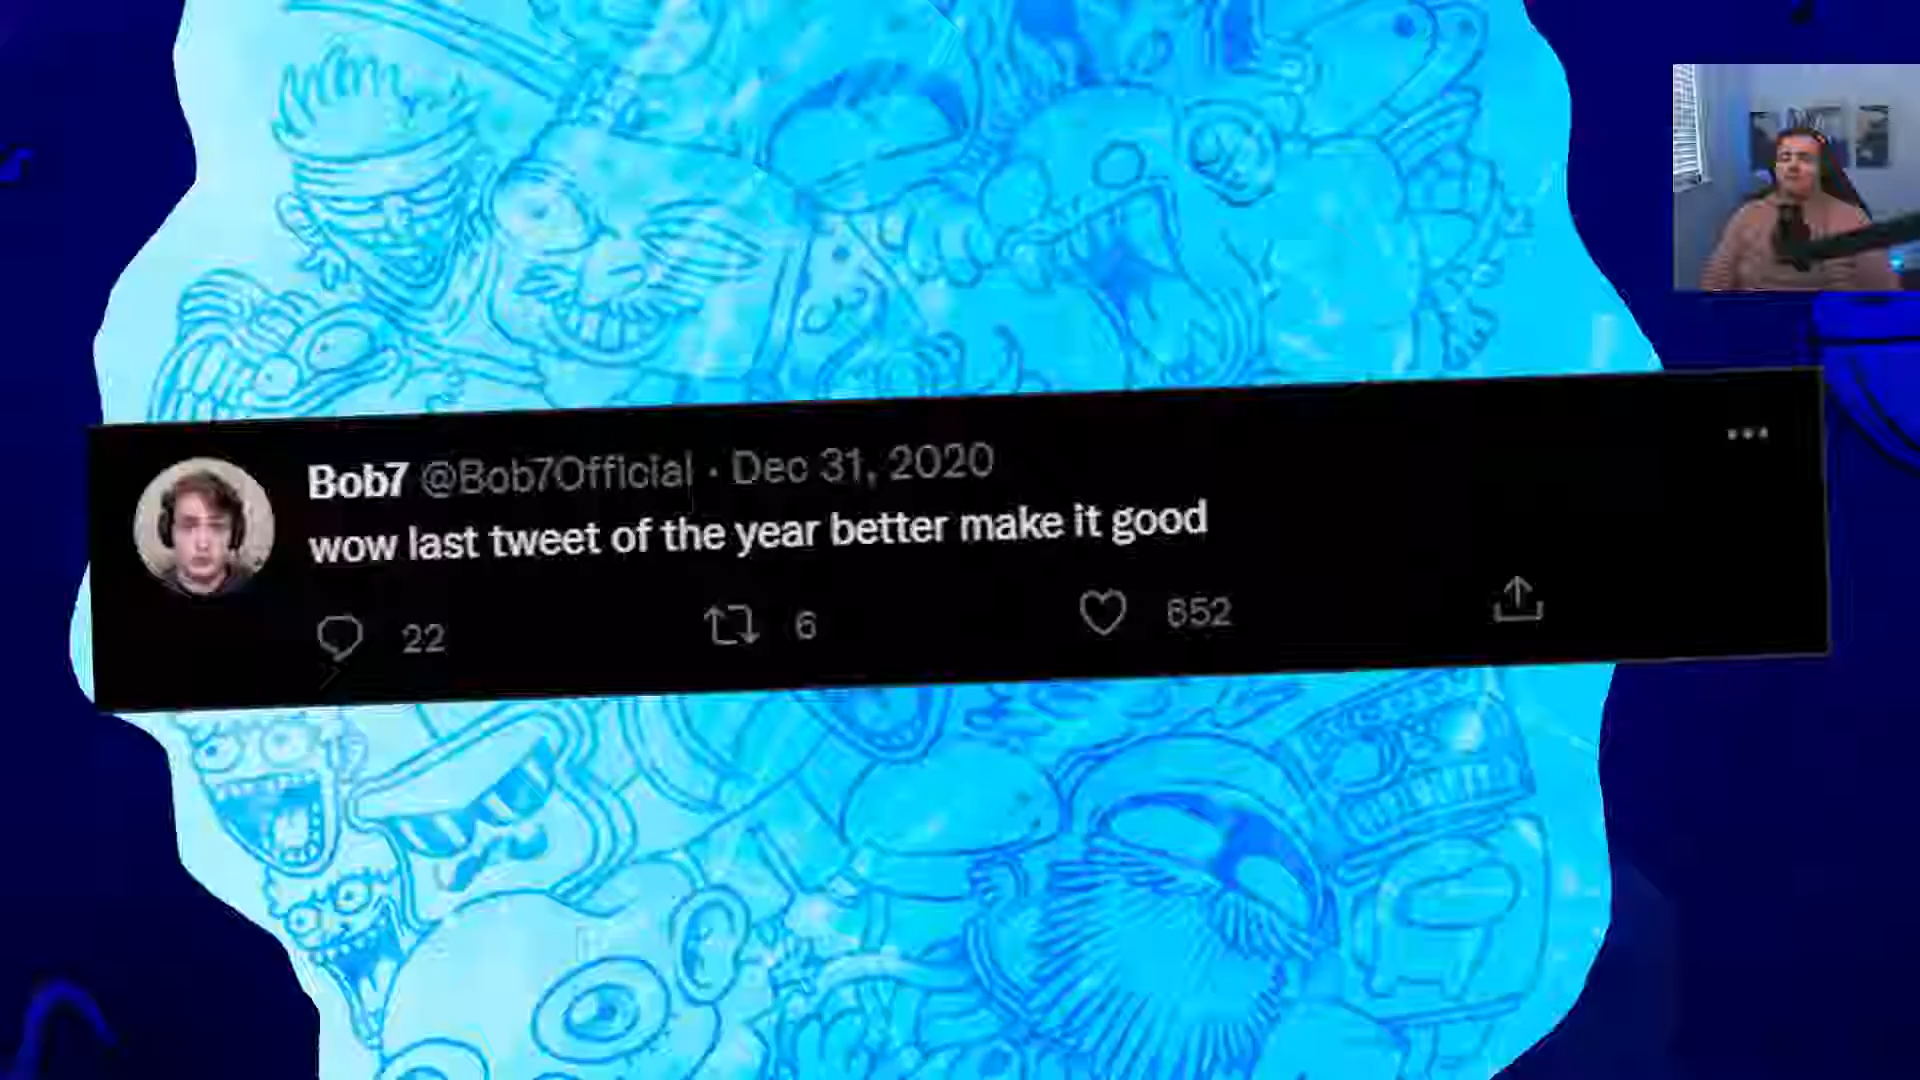 Bob7 @Bob7Official · Dec 31, 2020
wow last tweet of the year better make it good
22 6 652